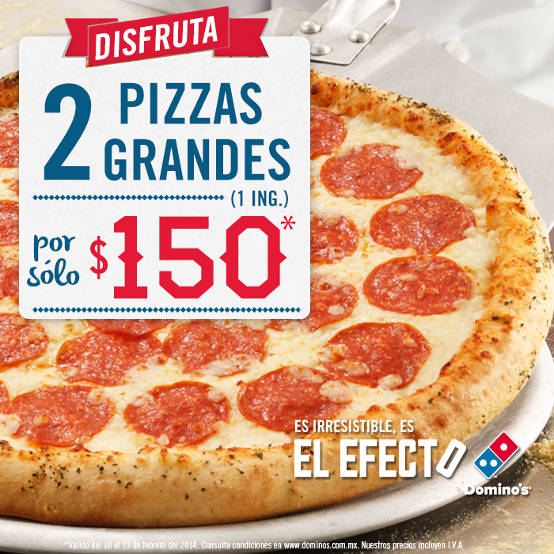 DISFRUTA
2 PIZZAS
GRANDES
(1 ING.)
por
sólo
$150*
ES IRRESISTIBLE, ES
EL EFECTO
Domino's®
*Válido del 10 al 23 de febrero del 2014. Consulta condiciones en www.dominos.com.mx. Nuestros precios incluyen I.V.A